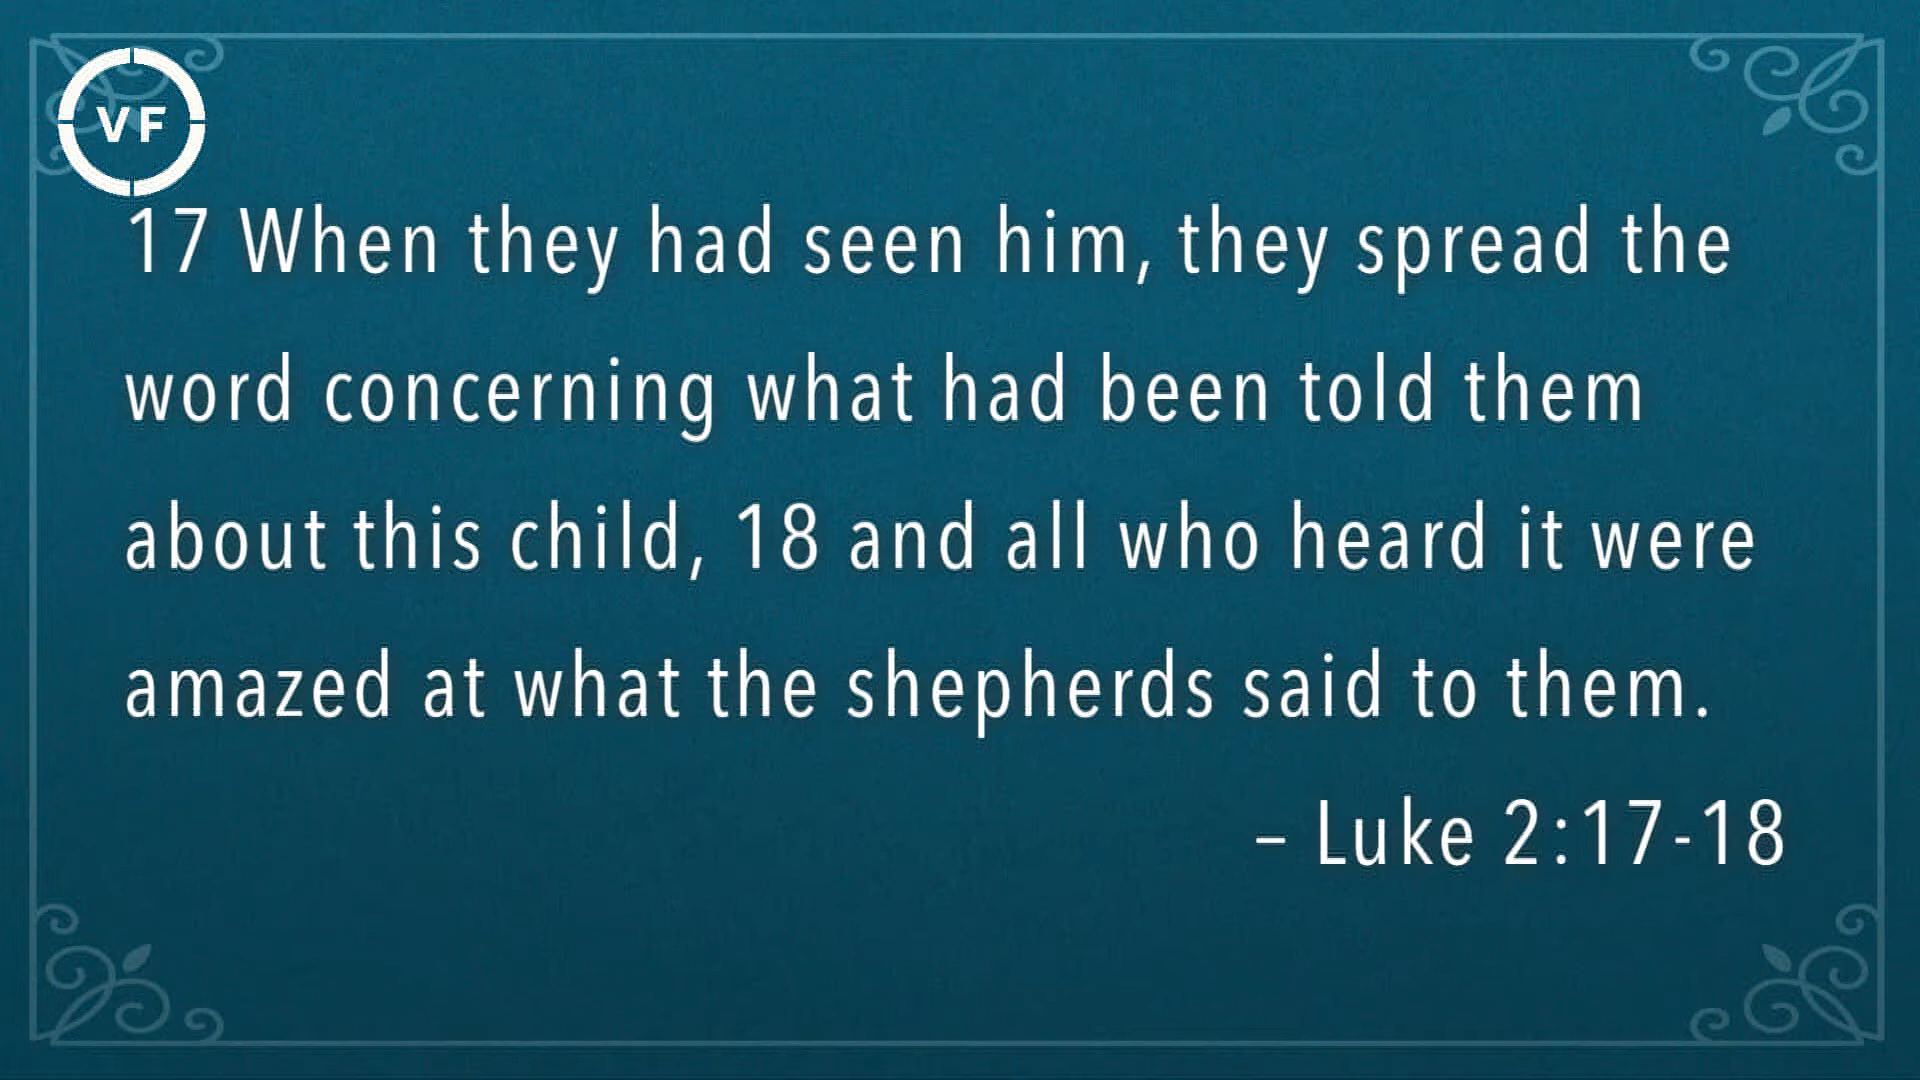 VF
17 When they had seen him, they spread the
word concerning what had been told them
about this child, 18 and all who heard it were
amazed at what the shepherds said to them.
– Luke 2:17-18